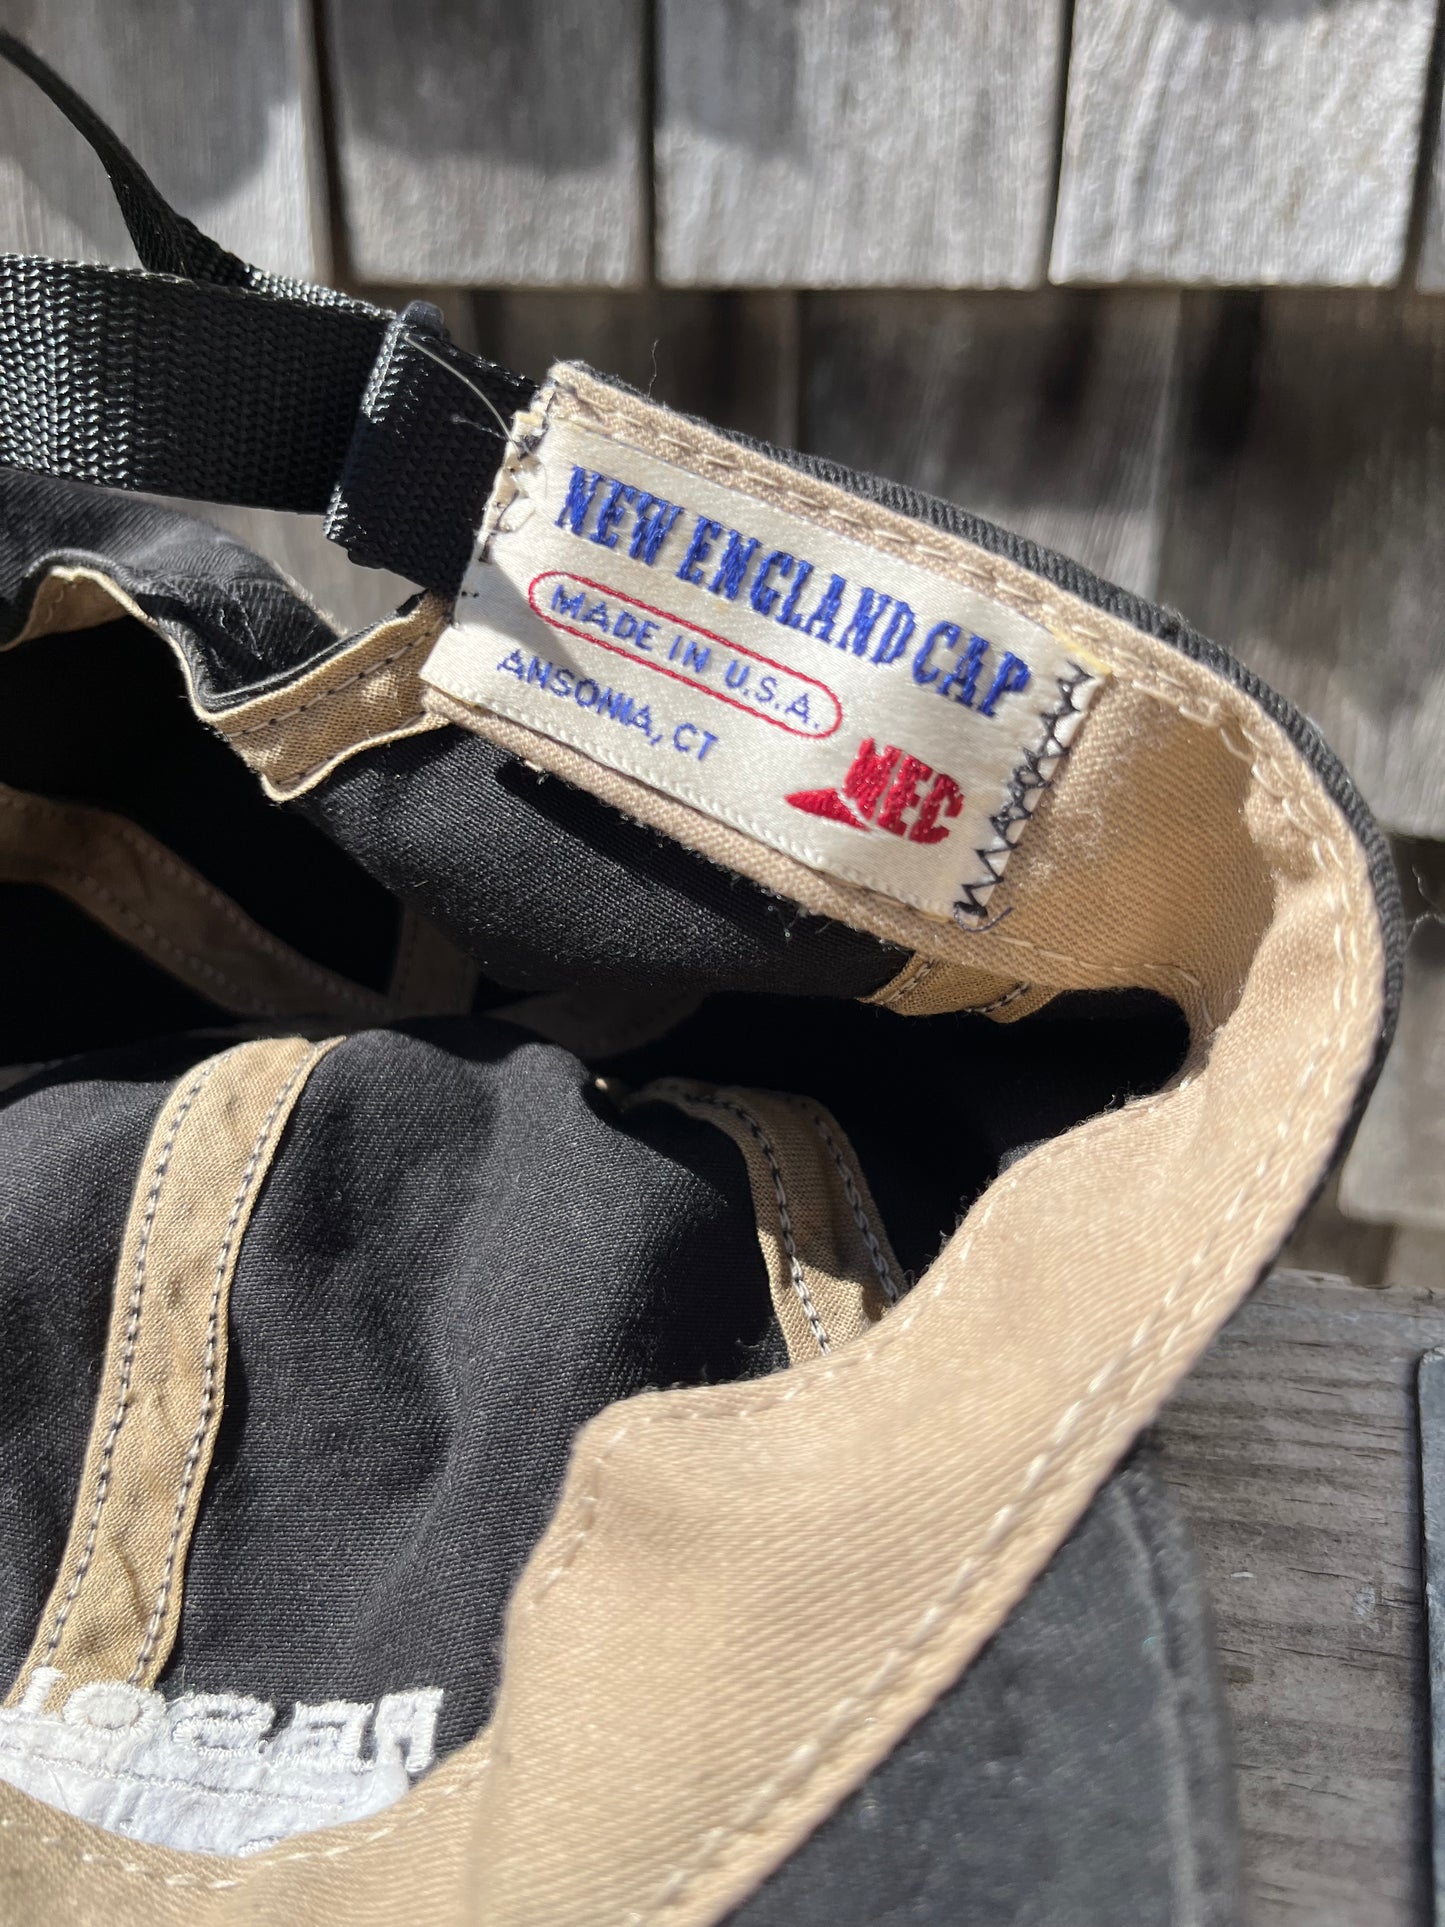 NEW ENGLAND CAP
MADE IN U.S.A.
ANSONIA, CT
NEC